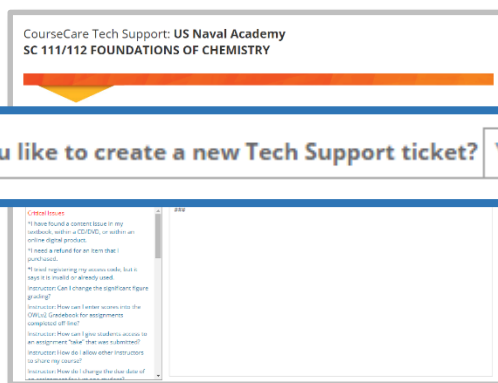 CourseCare Tech Support: US Naval Academy
SC 111/112 FOUNDATIONS OF CHEMISTRY
u like to create a new Tech Support ticket?
Critical Issues
*I have found a content issue in my
textbook, within a CD/DVD, or within an
online digital product.
*I need a refund for an item that I
purchased.
*I tried registering my access code, but it
says it is invalid or already used.
Instructor: Can I change the significant figure
grading?
Instructor: How can I enter scores into the
OWLv2 Gradebook for assignments
completed off line?
Instructor: How can I give students access to
an assignment "take" that was submitted?
Instructor: How do I allow other instructors
to share my course?
Instructor: How do I change the due date of
###